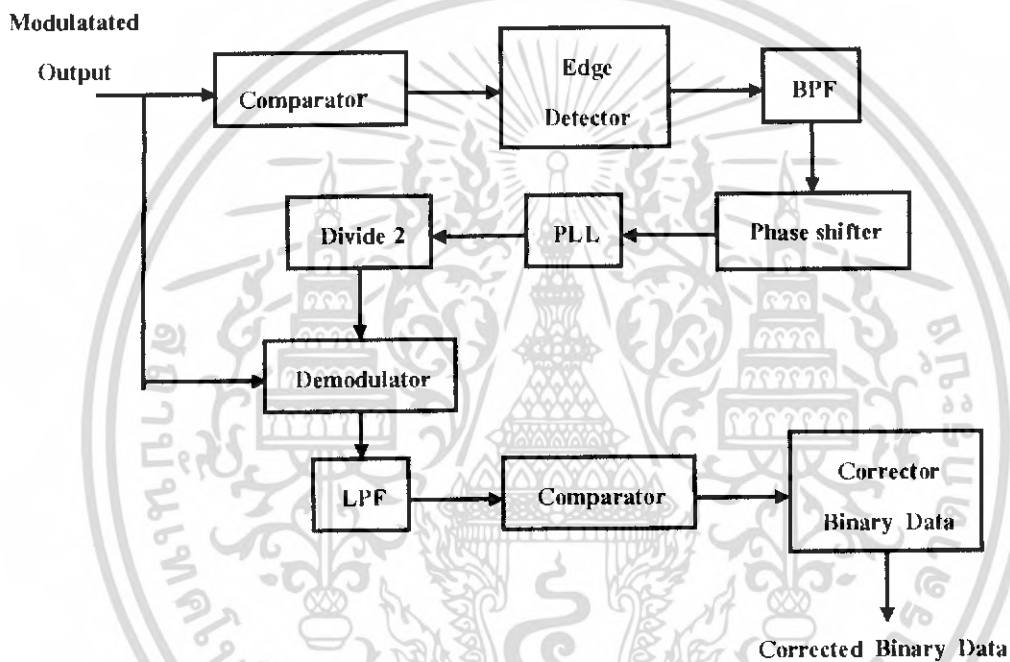 Modulatated
Output
Comparator
Edge
Detector
BPF
Divide 2
PLL
Phase shifter
Demodulator
LPF
Comparator
Corrector
Binary Data
Corrected Binary Data